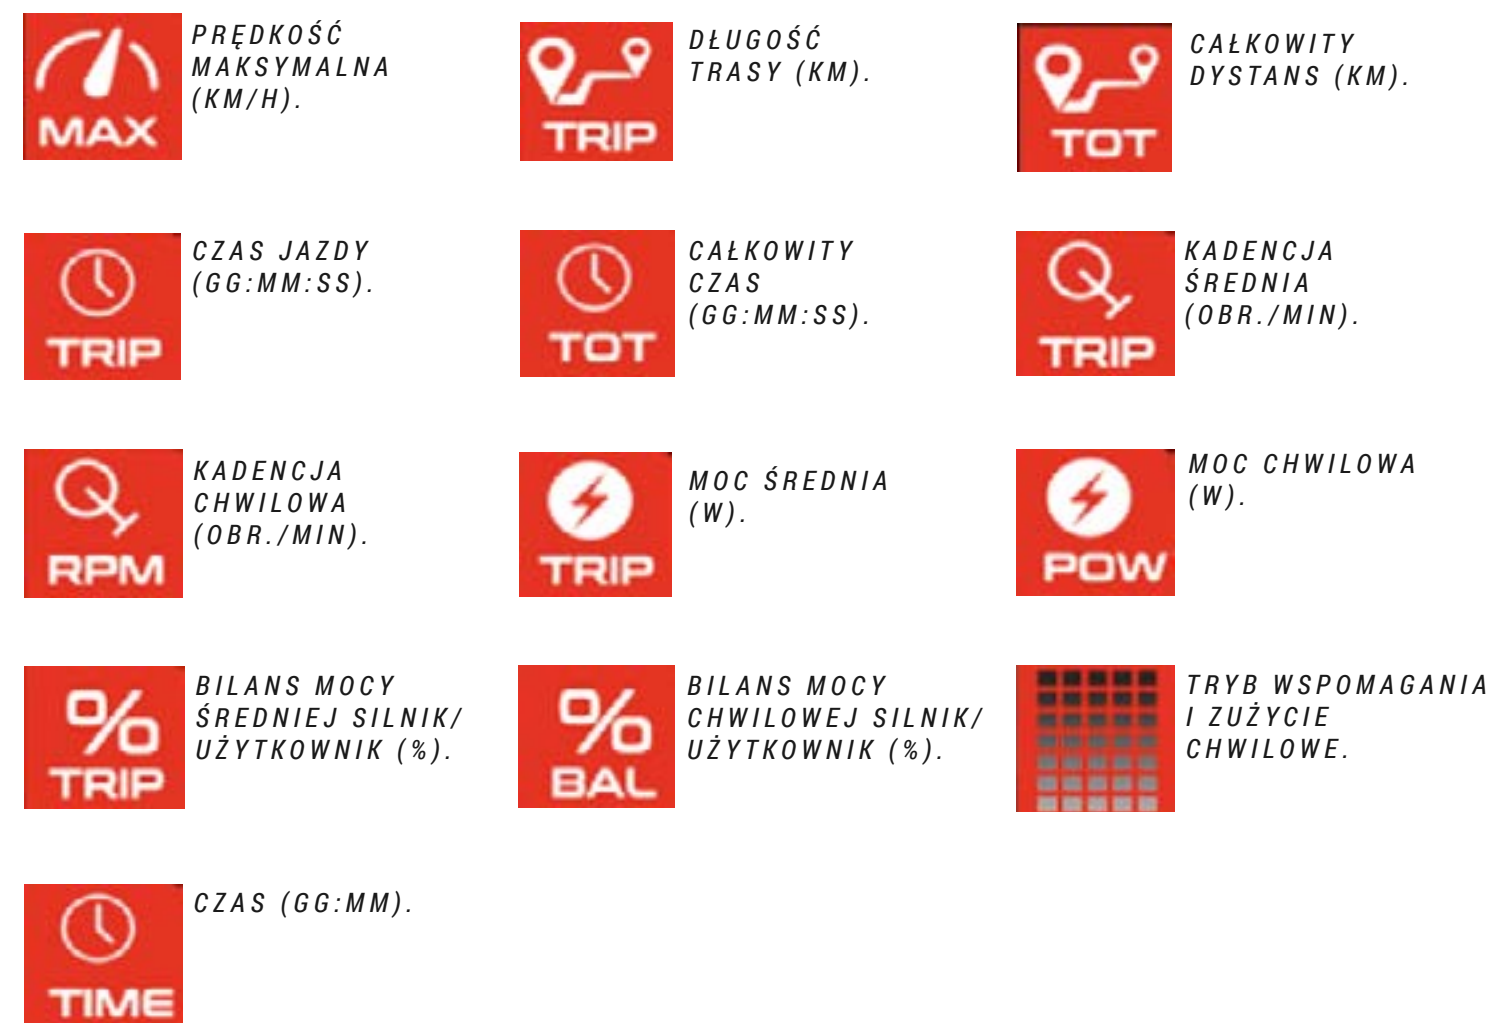 MAX
PRĘDKOŚĆ
MAKSYMALNA
(KM/H).
TRIP
DŁUGOŚĆ
TRASY (KM).
TOT
CAŁKOWITY
DYSTANS (KM).
TRIP
CZAS JAZDY
(GG:MM:SS).
TOT
CAŁKOWITY
CZAS
(GG:MM:SS).
TRIP
KADENCJA
ŚREDNIA
(OBR./MIN).
RPM
KADENCJA
CHWILOWA
(OBR./MIN).
TRIP
MOC ŚREDNIA
(W).
POW
MOC CHWILOWA
(W).
%
TRIP
BILANS MOCY
ŚREDNIEJ SILNIK/
UŻYTKOWNIK (%).
%
BAL
BILANS MOCY
CHWILOWEJ SILNIK/
UŻYTKOWNIK (%).
TRYB WSPOMAGANIA
I ZUŻYCIE
CHWILOWE.
TIME
CZAS (GG:MM).